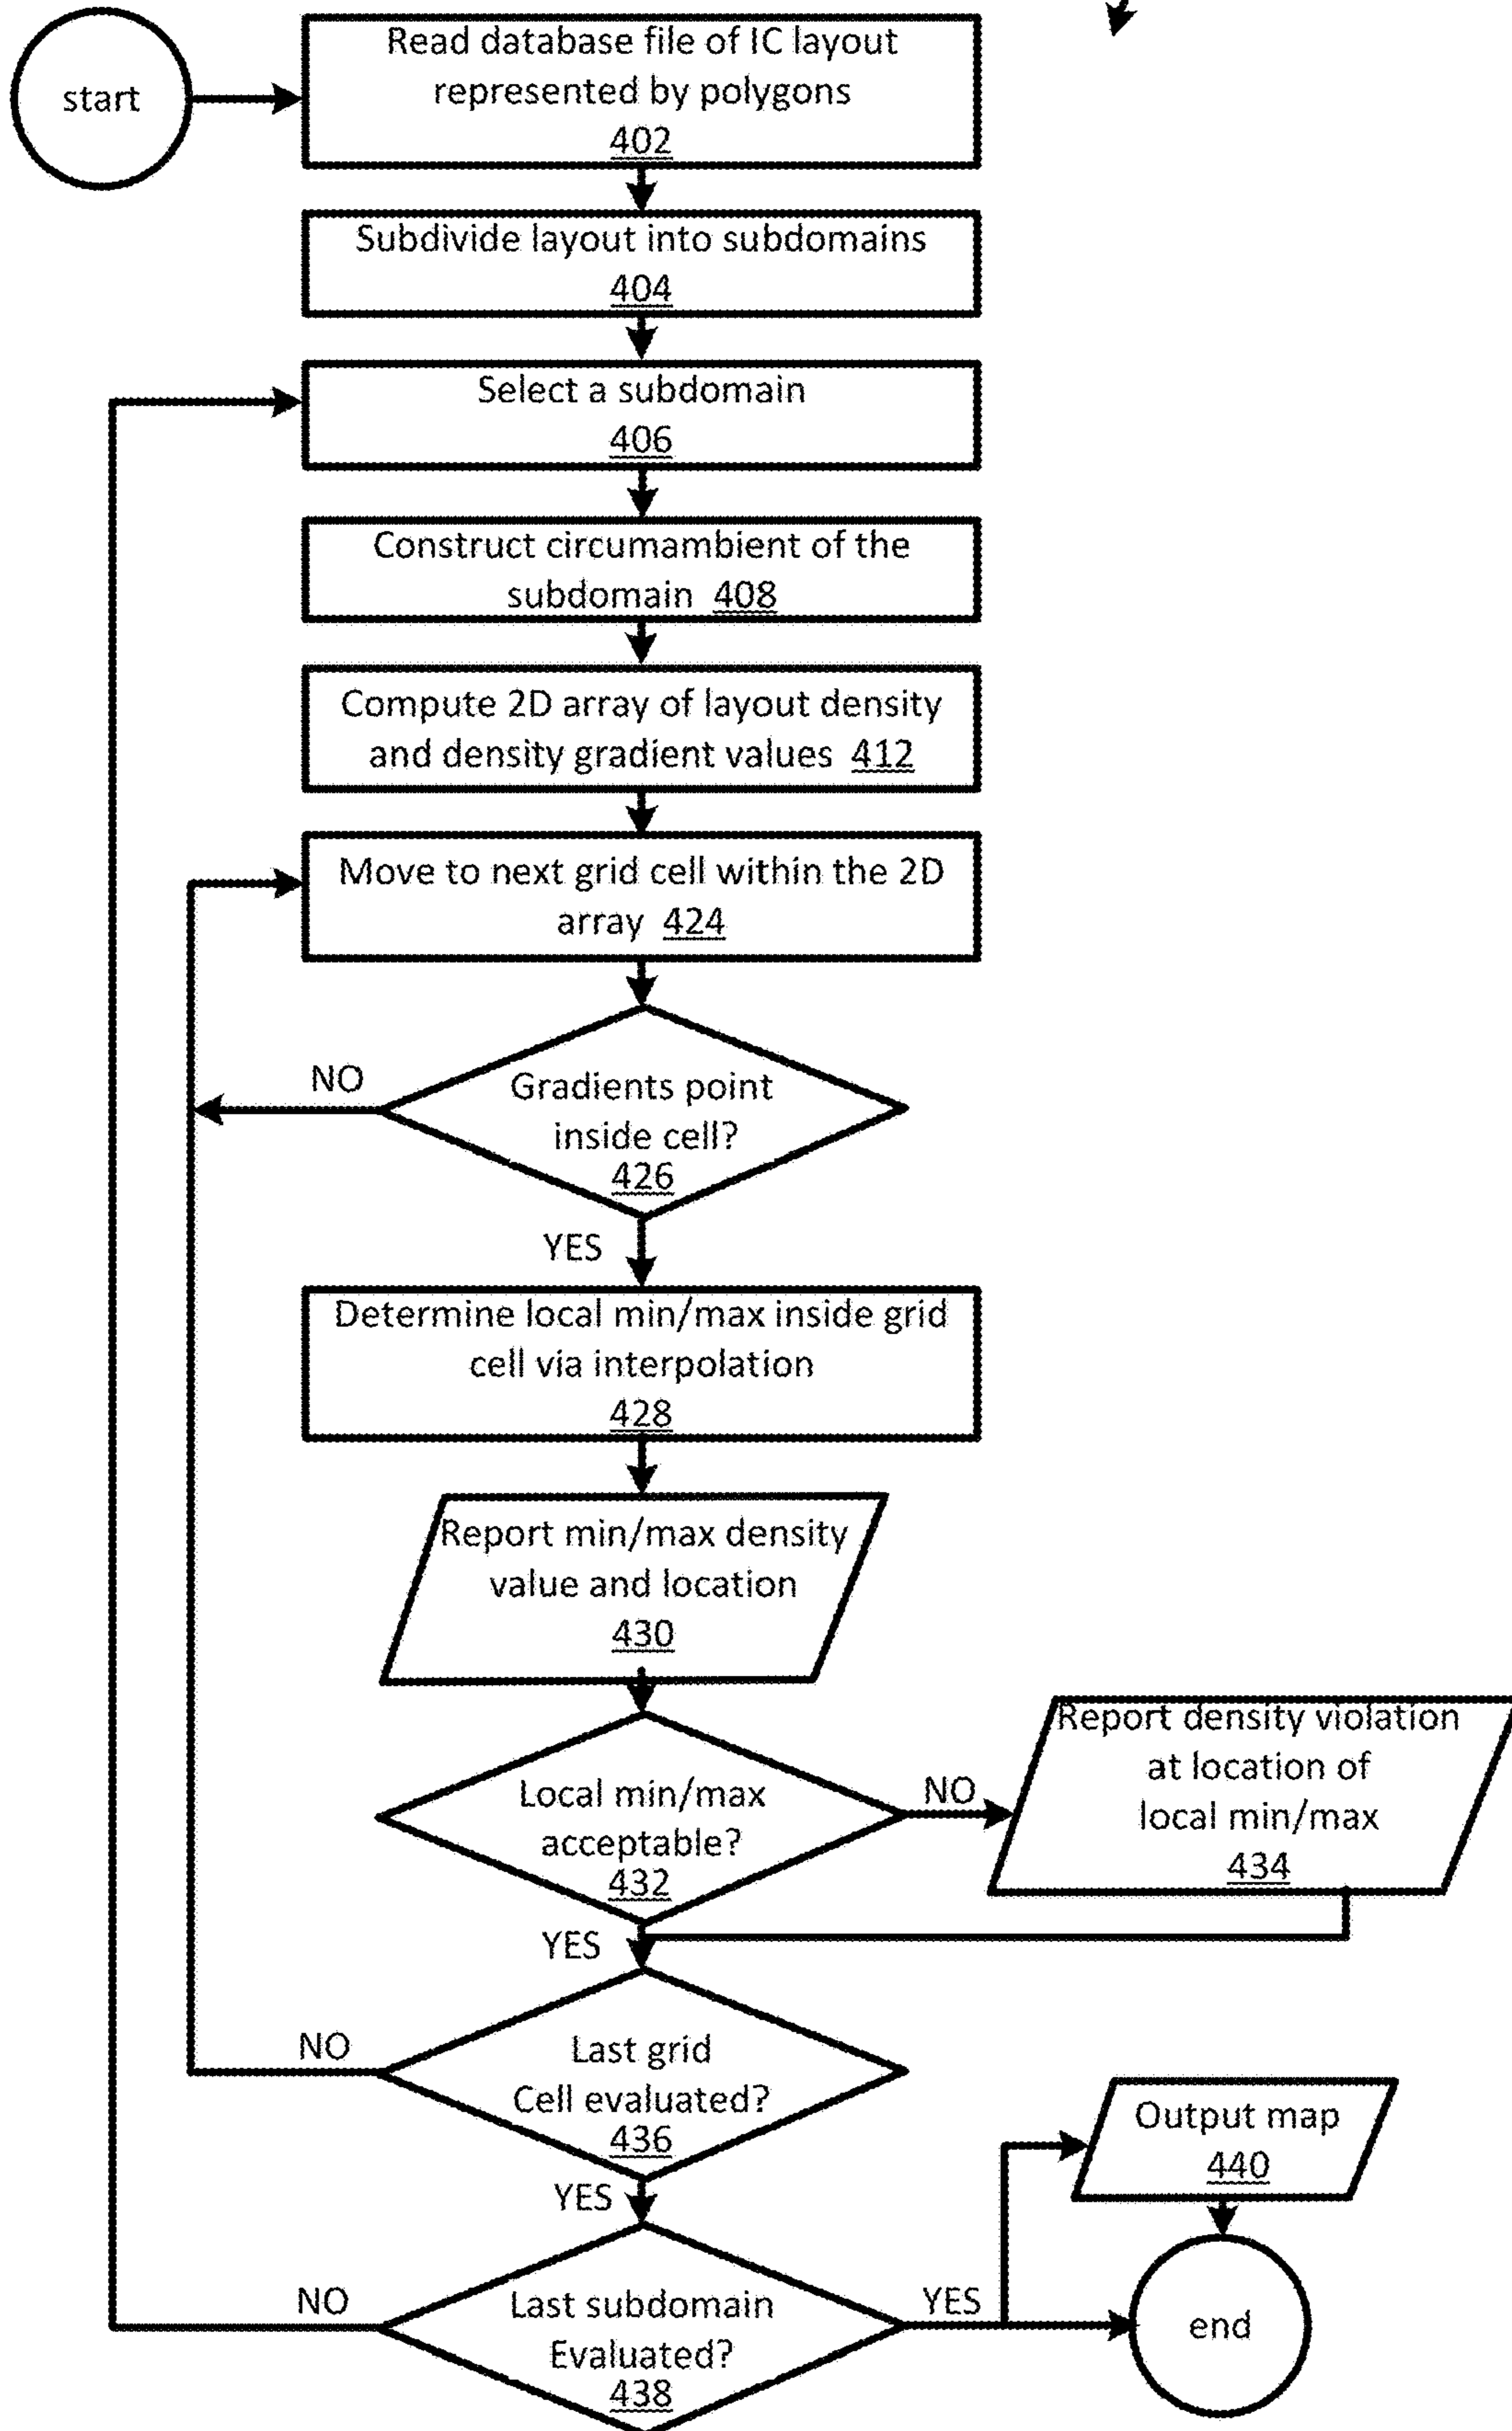 start
Read database file of IC layout
represented by polygons
402
Subdivide layout into subdomains
404
Select a subdomain
406
Construct circumambient of the
subdomain 408
Compute 2D array of layout density
and density gradient values 412
Move to next grid cell within the 2D
array 424
NO
Gradients point
inside cell?
426
YES
Determine local min/max inside grid
cell via interpolation
428
Report min/max density
value and location
430
Local min/max
acceptable?
432
NO
Report density violation
at location of
local min/max
434
YES
NO
Last grid
Cell evaluated?
436
YES
Output map
440
NO
Last subdomain
Evaluated?
438
YES
end